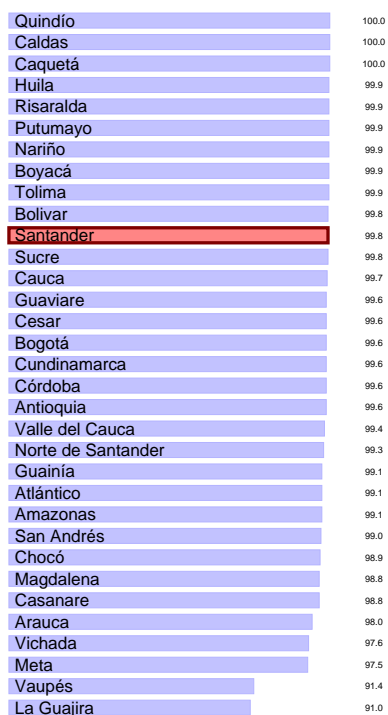 Quindío 100.0
Caldas 100.0
Caquetá 100.0
Huila 99.9
Risaralda 99.9
Putumayo 99.9
Nariño 99.9
Boyacá 99.9
Tolima 99.9
Bolivar 99.8
Santander 99.8
Sucre 99.8
Cauca 99.7
Guaviare 99.6
Cesar 99.6
Bogotá 99.6
Cundinamarca 99.6
Córdoba 99.6
Antioquia 99.6
Valle del Cauca 99.4
Norte de Santander 99.3
Guainía 99.1
Atlántico 99.1
Amazonas 99.1
San Andrés 99.0
Chocó 98.9
Magdalena 98.8
Casanare 98.8
Arauca 98.0
Vichada 97.6
Meta 97.5
Vaupés 91.4
La Guajira 91.0